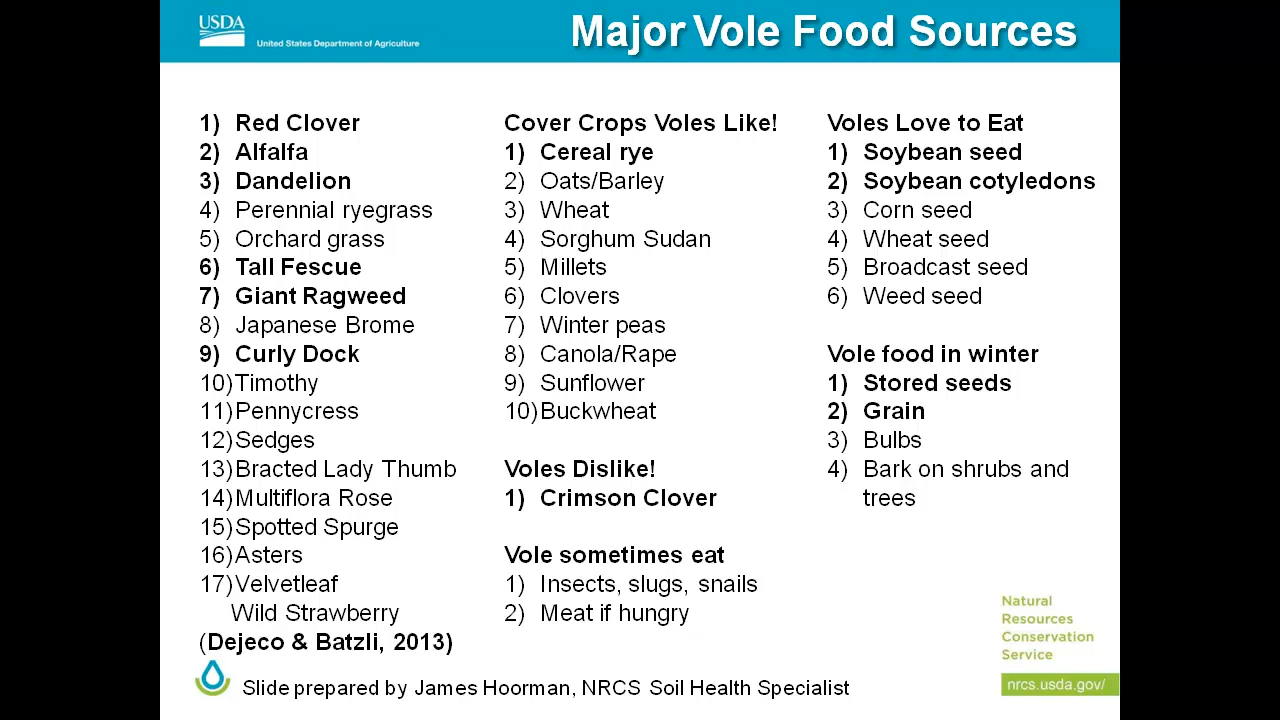 USDA
United States Department of Agriculture
Major Vole Food Sources
1) Red Clover
2) Alfalfa
3) Dandelion
4) Perennial ryegrass
5) Orchard grass
6) Tall Fescue
7) Giant Ragweed
8) Japanese Brome
9) Curly Dock
10) Timothy
11) Pennycress
12) Sedges
13) Bracted Lady Thumb
14) Multiflora Rose
15) Spotted Spurge
16) Asters
17) Velvetleaf
Wild Strawberry
(Dejeco & Batzli, 2013)
Cover Crops Voles Like!
1) Cereal rye
2) Oats/Barley
3) Wheat
4) Sorghum Sudan
5) Millets
6) Clovers
7) Winter peas
8) Canola/Rape
9) Sunflower
10) Buckwheat
Voles Dislike!
1) Crimson Clover
Vole sometimes eat
1) Insects, slugs, snails
2) Meat if hungry
Voles Love to Eat
1) Soybean seed
2) Soybean cotyledons
3) Corn seed
4) Wheat seed
5) Broadcast seed
6) Weed seed
Vole food in winter
1) Stored seeds
2) Grain
3) Bulbs
4) Bark on shrubs and
trees
Natural
Resources
Conservation
Service
nrcs.usda.gov/
Slide prepared by James Hoorman, NRCS Soil Health Specialist